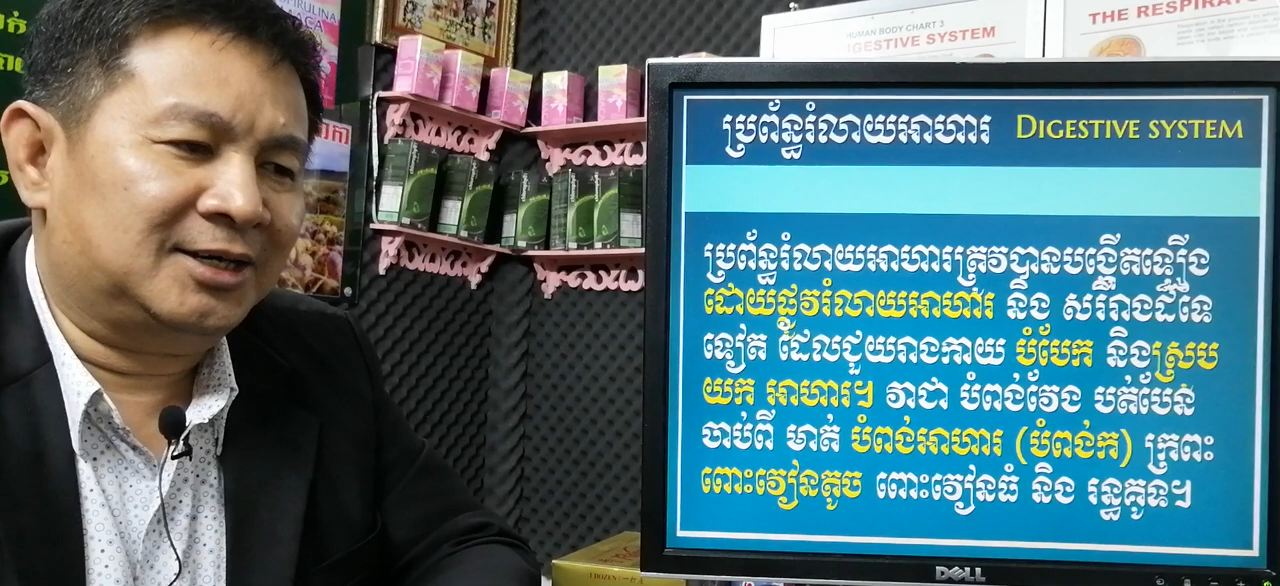 SPIRULINA
MACA
HUMAN BODY CHART 3
DIGESTIVE SYSTEM
THE RESPIRATO
ប្រព័ន្ធរំលាយអាហារ DIGESTIVE SYSTEM
ប្រព័ន្ធរំលាយអាហារត្រូវបានបង្កើតឡើង
ដោយផ្លូវរំលាយអាហារ និង សរីរាង្គដទៃ
ទៀត ដែលជួយរាងកាយ បំបែក និងស្រូប
យក អាហារ។ វាជា បំពង់វែង បត់បែន
ចាប់ពី មាត់ បំពង់អាហារ (បំពង់ក) ក្រពះ
ពោះវៀនតូច ពោះវៀនធំ និង រន្ធគូទ។
DELL